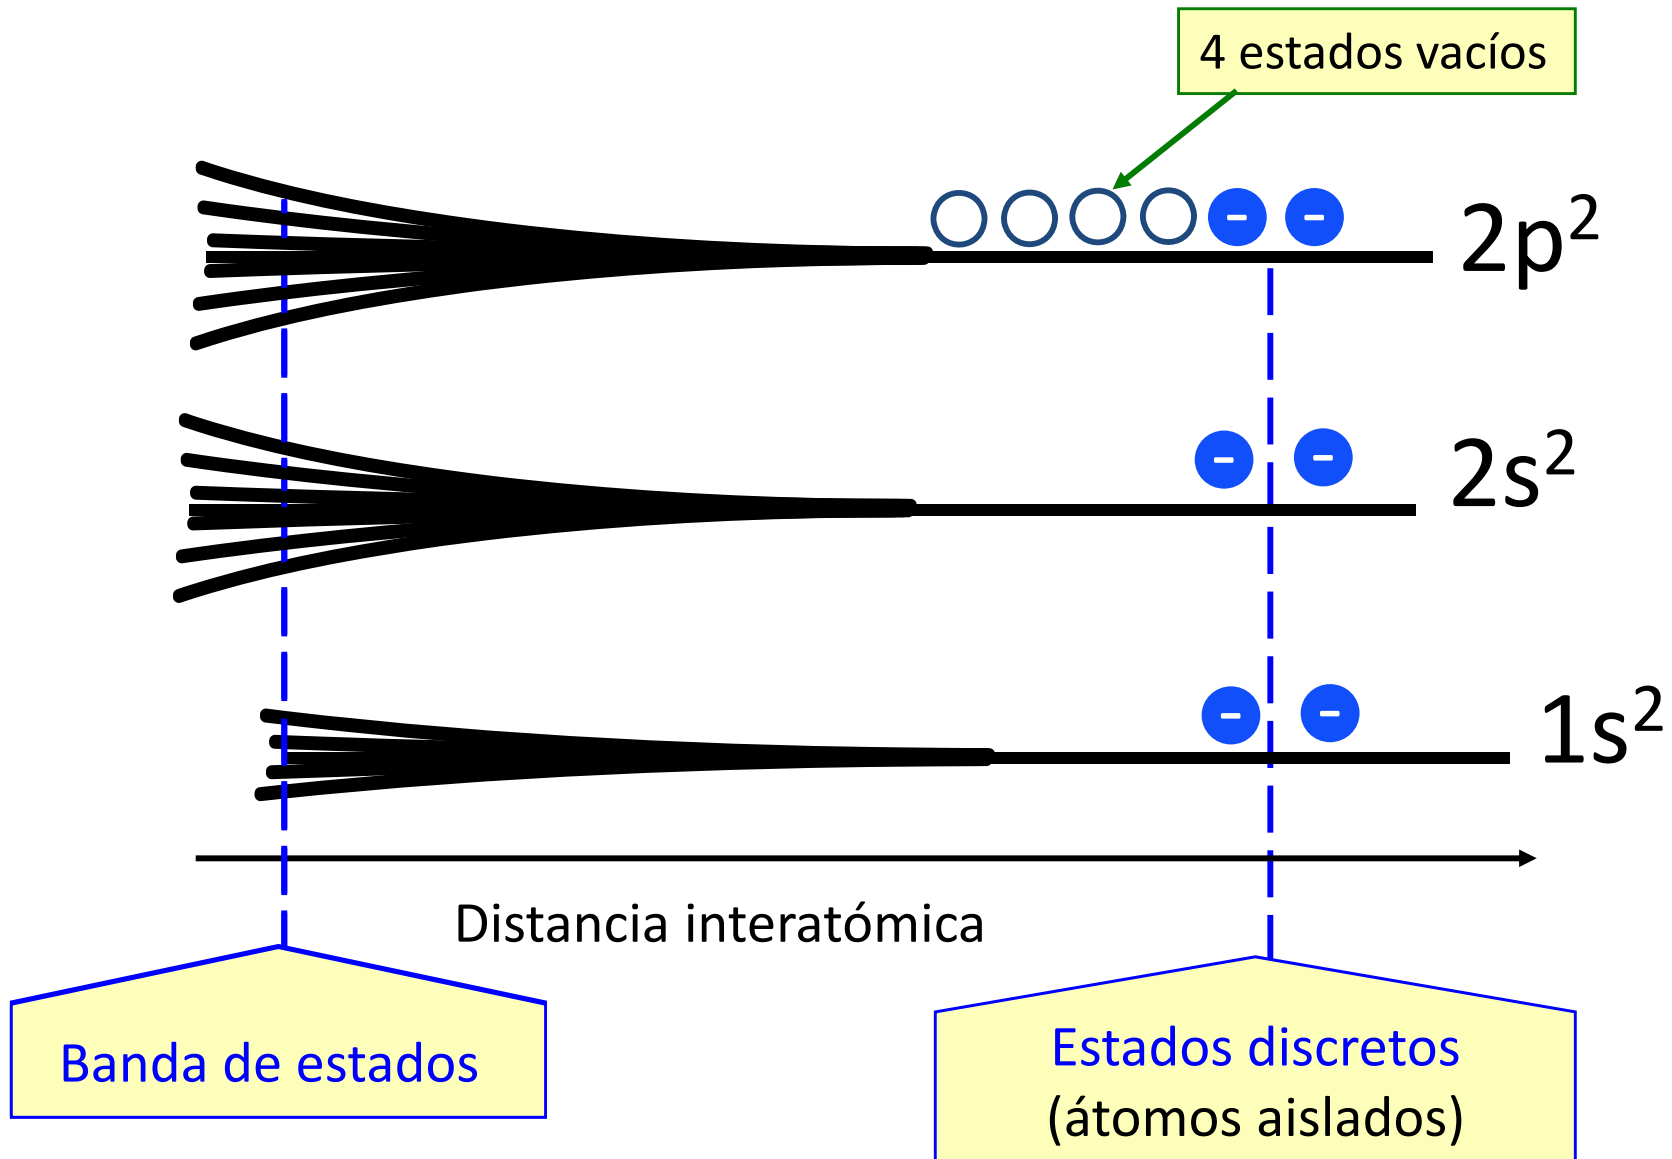 4 estados vacíos
2p²
2s²
1s²
Distancia interatómica
Banda de estados
Estados discretos
(átomos aislados)